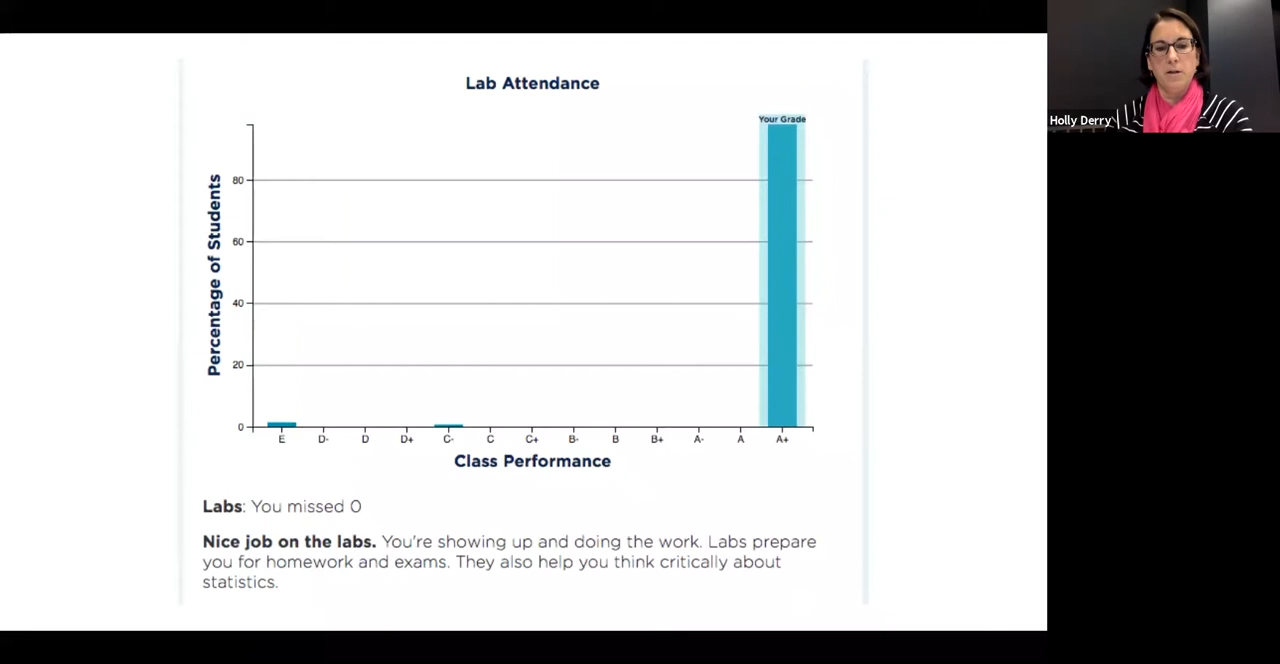 Lab Attendance
Your Grade
Holly Derry
Percentage of Students
80
60
40
20
0
E D- D D+ C- C C+ B- B B+ A- A A+
Class Performance
Labs: You missed 0
Nice job on the labs. You're showing up and doing the work. Labs prepare
you for homework and exams. They also help you think critically about
statistics.